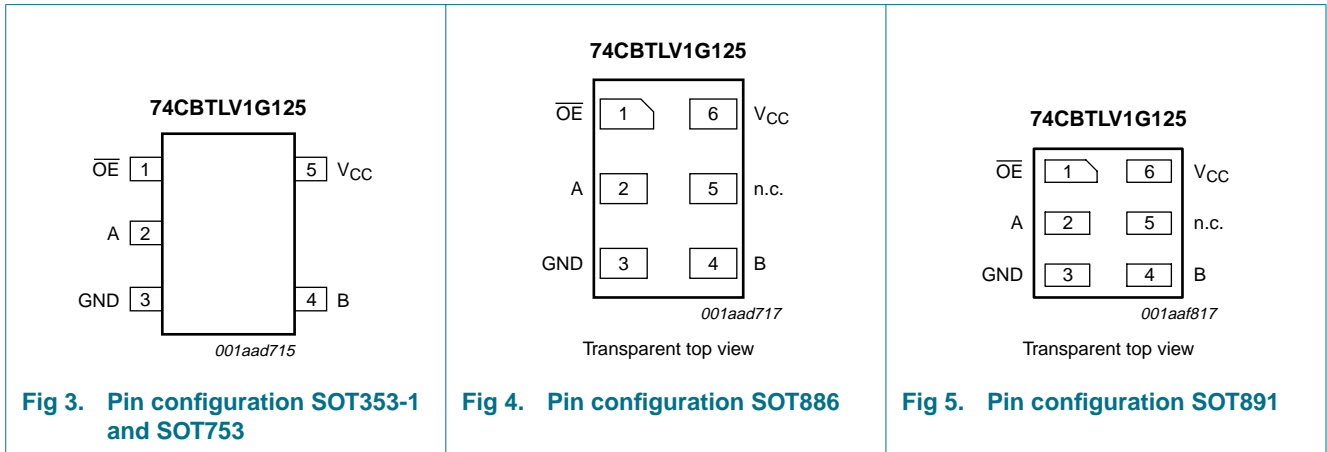 74CBTLV1G125
OE 1 5 VCC
A 2
GND 3 4 B
001aad715
Fig 3. Pin configuration SOT353-1
and SOT753
74CBTLV1G125
OE 1 6 VCC
A 2 5 n.c.
GND 3 4 B
001aad717
Transparent top view
Fig 4. Pin configuration SOT886
74CBTLV1G125
OE 1 6 VCC
A 2 5 n.c.
GND 3 4 B
001aaf817
Transparent top view
Fig 5. Pin configuration SOT891